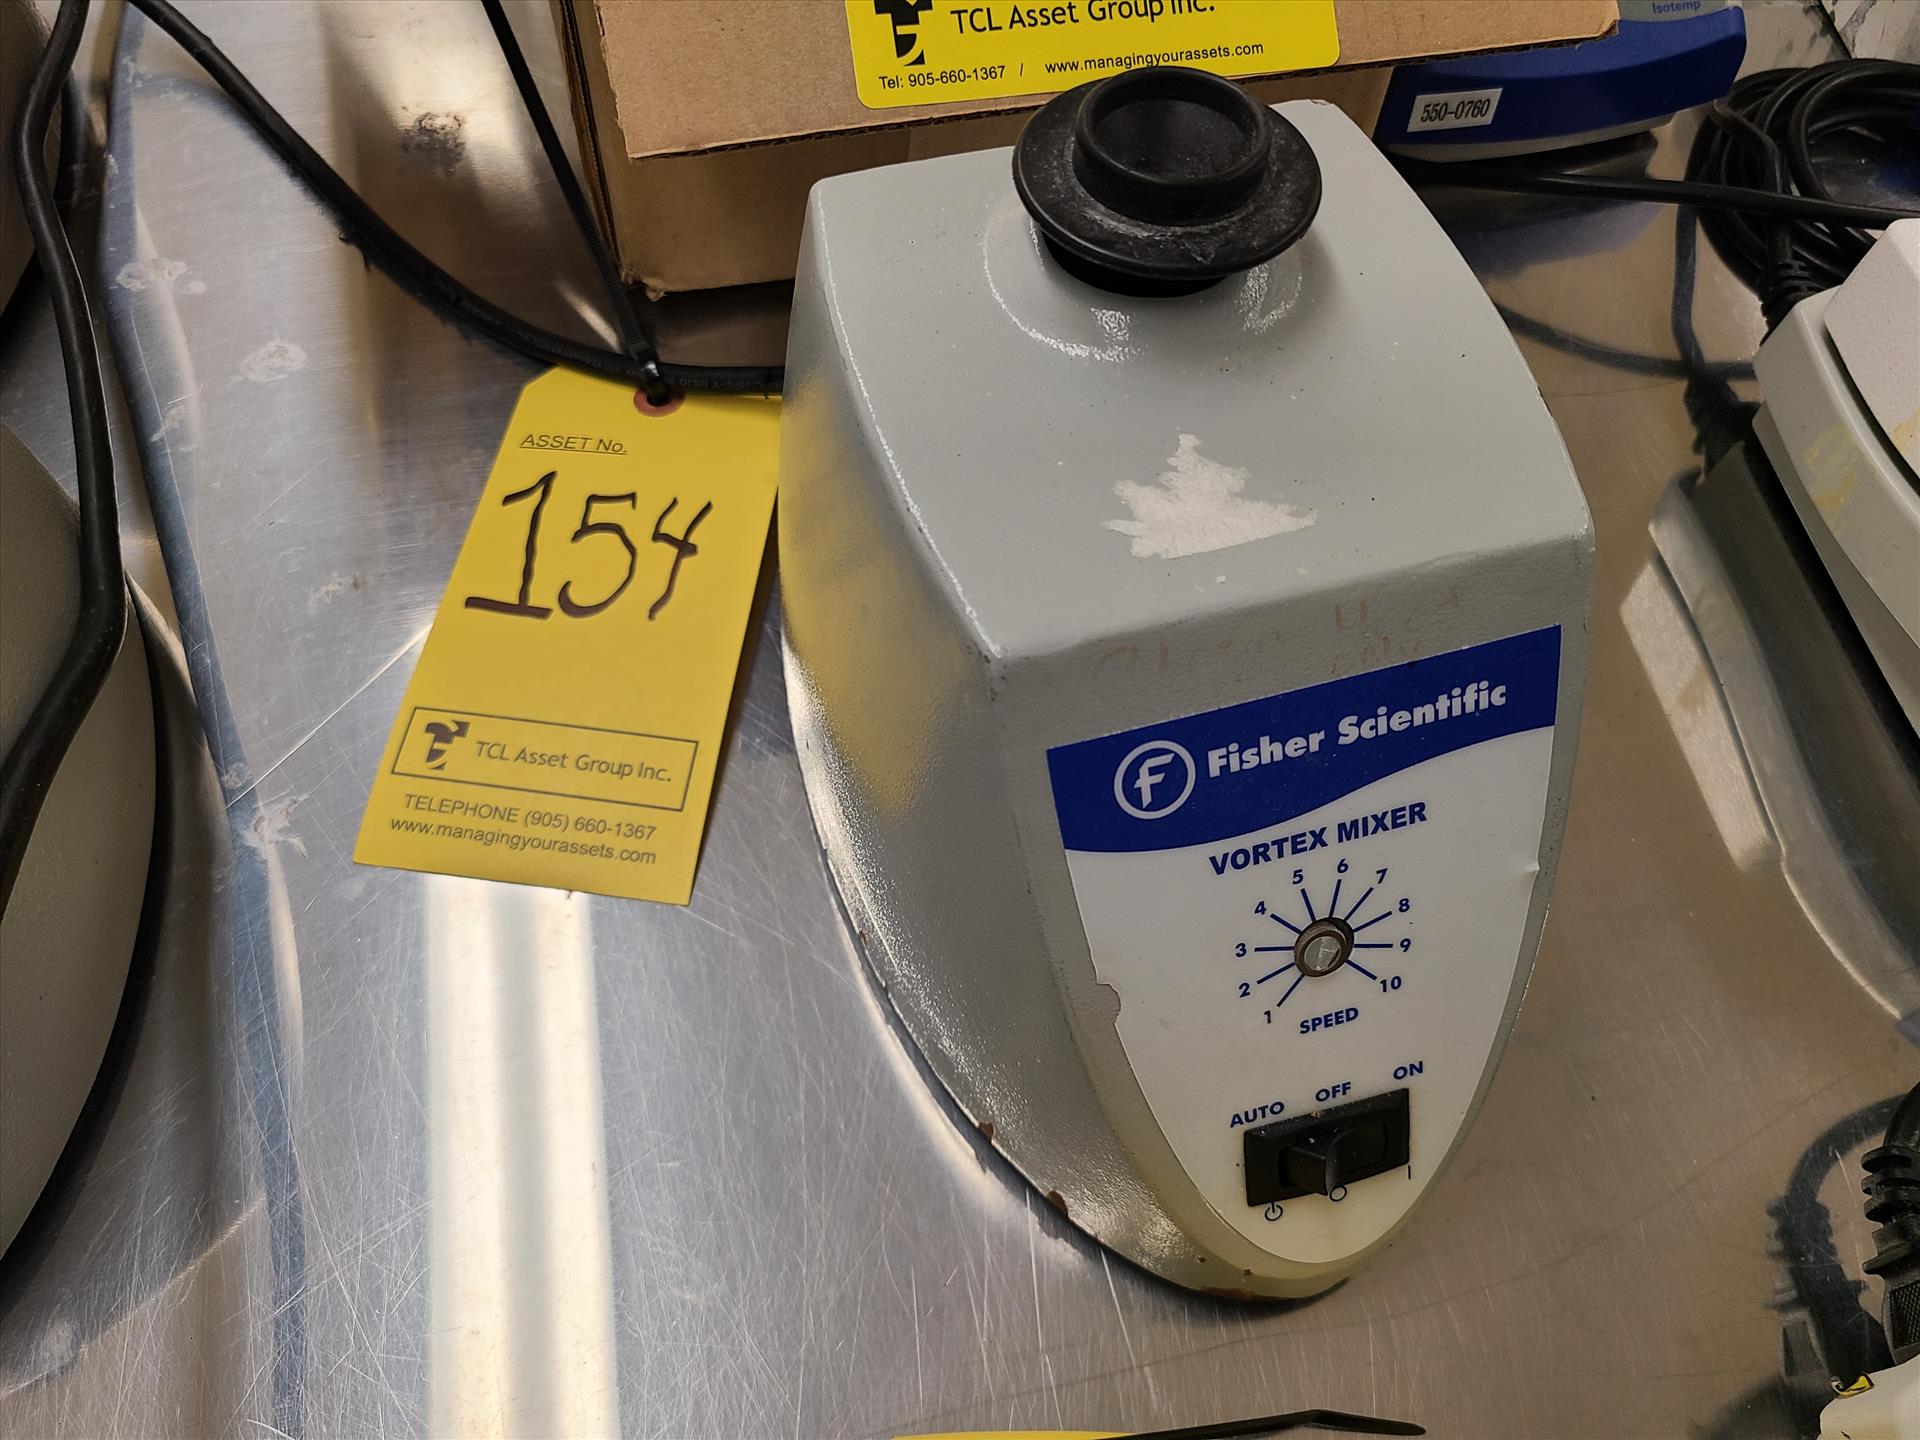 TCL Asset Group Inc.
Tel: 905-660-1367 / www.managingyourassets.com
Isotemp
550-0760
ASSET No.
154
TCL Asset Group Inc.
TELEPHONE (905) 660-1367
www.managingyourassets.com
Fisher Scientific
VORTEX MIXER
1 2 3 4 5 6 7 8 9 10
SPEED
AUTO OFF ON